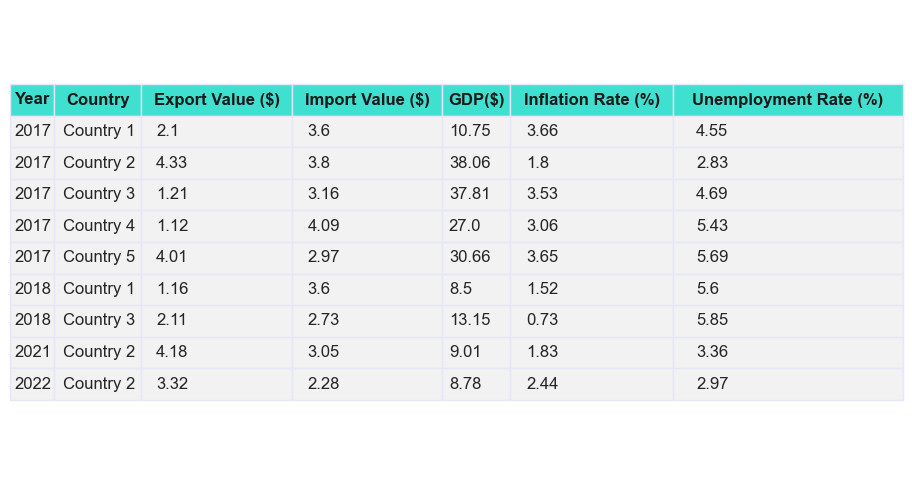 Year Country Export Value ($) Import Value ($) GDP($) Inflation Rate (%) Unemployment Rate (%)
2017 Country 1 2.1 3.6 10.75 3.66 4.55
2017 Country 2 4.33 3.8 38.06 1.8 2.83
2017 Country 3 1.21 3.16 37.81 3.53 4.69
2017 Country 4 1.12 4.09 27.0 3.06 5.43
2017 Country 5 4.01 2.97 30.66 3.65 5.69
2018 Country 1 1.16 3.6 8.5 1.52 5.6
2018 Country 3 2.11 2.73 13.15 0.73 5.85
2021 Country 2 4.18 3.05 9.01 1.83 3.36
2022 Country 2 3.32 2.28 8.78 2.44 2.97